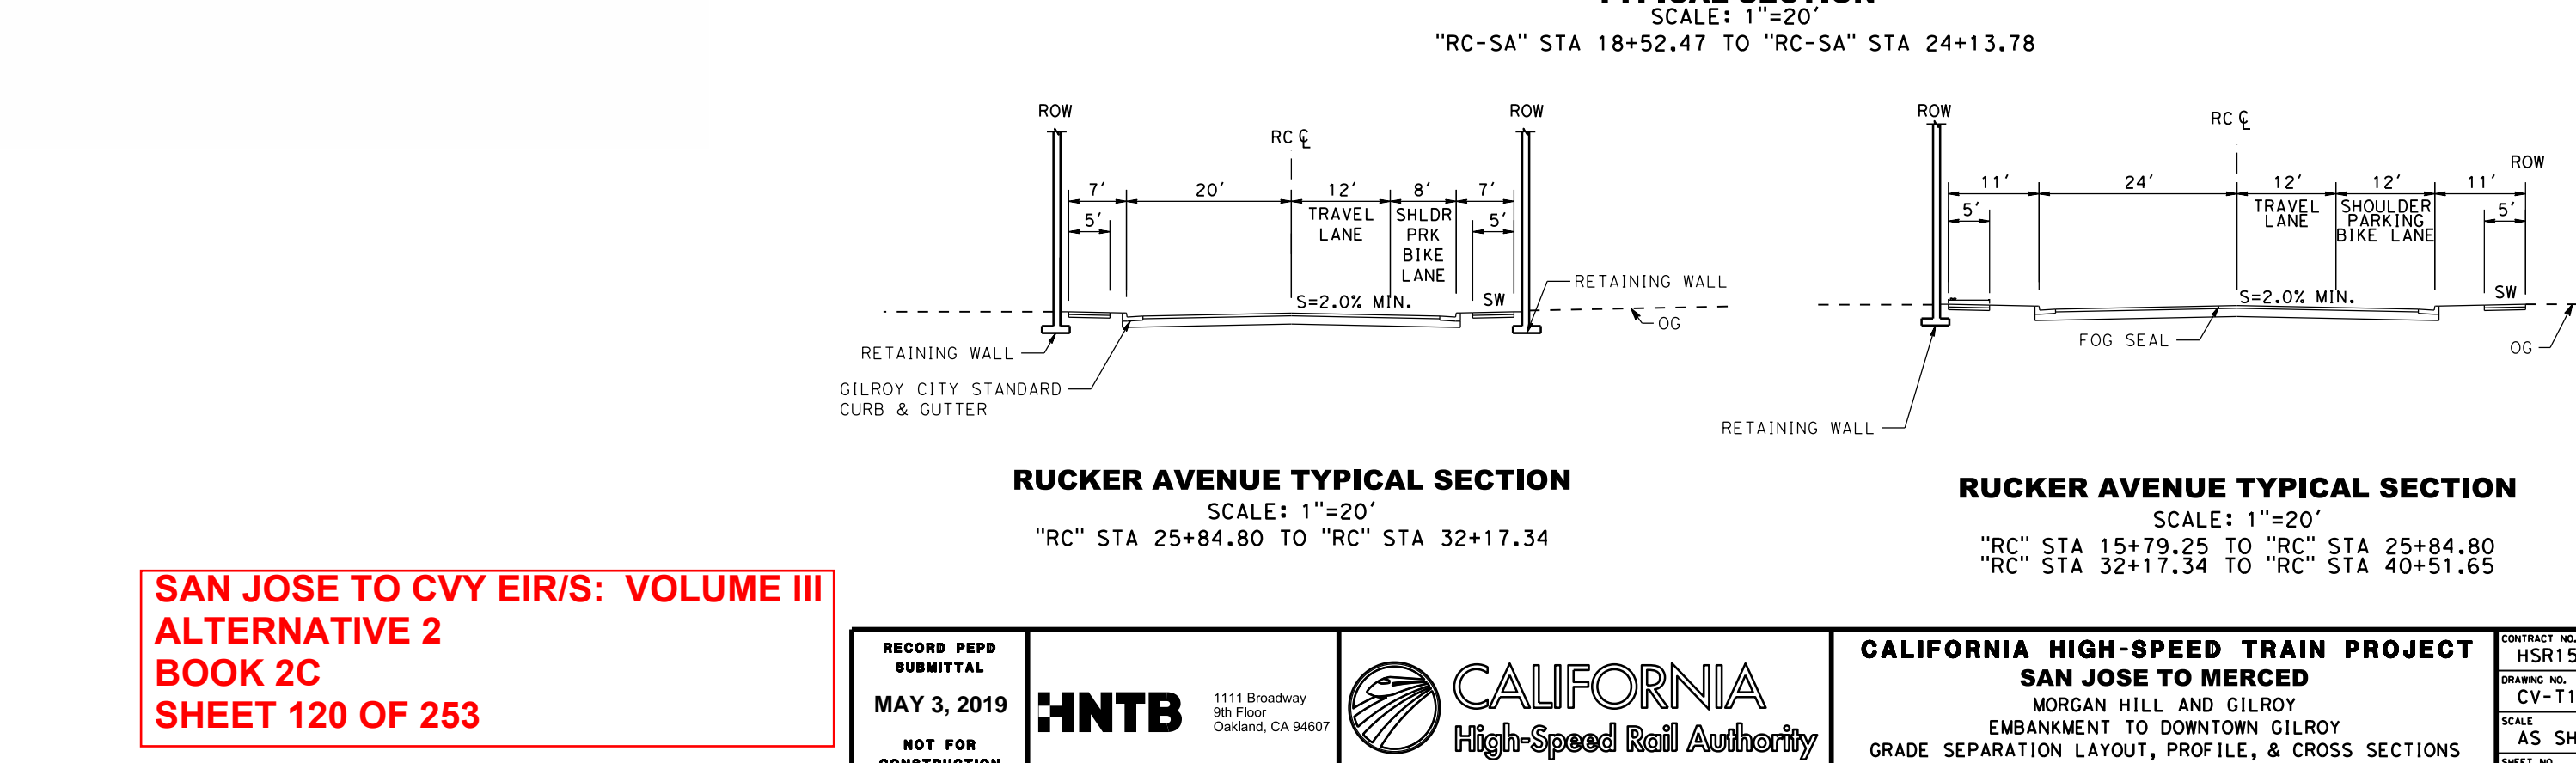 SCALE: 1"=20'
"RC-SA" STA 18+52.47 TO "RC-SA" STA 24+13.78
ROW
ROW
RC ℄
7'
20'
12'
8'
7'
5'
TRAVEL
LANE
SHLDR
PRK
BIKE
LANE
5'
S=2.0% MIN.
SW
RETAINING WALL
OG
RETAINING WALL
GILROY CITY STANDARD
CURB & GUTTER
RUCKER AVENUE TYPICAL SECTION
SCALE: 1"=20'
"RC" STA 25+84.80 TO "RC" STA 32+17.34
ROW
RC ℄
ROW
11'
24'
12'
12'
11'
5'
TRAVEL
LANE
SHOULDER
PARKING
BIKE LANE
5'
S=2.0% MIN.
SW
FOG SEAL
OG
RETAINING WALL
RUCKER AVENUE TYPICAL SECTION
SCALE: 1"=20'
"RC" STA 15+79.25 TO "RC" STA 25+84.80
"RC" STA 32+17.34 TO "RC" STA 40+51.65
SAN JOSE TO CVY EIR/S: VOLUME III
ALTERNATIVE 2
BOOK 2C
SHEET 120 OF 253
RECORD PEPD
SUBMITTAL
MAY 3, 2019
NOT FOR
CONSTRUCTION
HNTB
1111 Broadway
9th Floor
Oakland, CA 94607
CALIFORNIA
High-Speed Rail Authority
CALIFORNIA HIGH-SPEED TRAIN PROJECT
SAN JOSE TO MERCED
MORGAN HILL AND GILROY
EMBANKMENT TO DOWNTOWN GILROY
GRADE SEPARATION LAYOUT, PROFILE, & CROSS SECTIONS
CONTRACT NO.
HSR15
DRAWING NO.
CV-T1
SCALE
AS SH